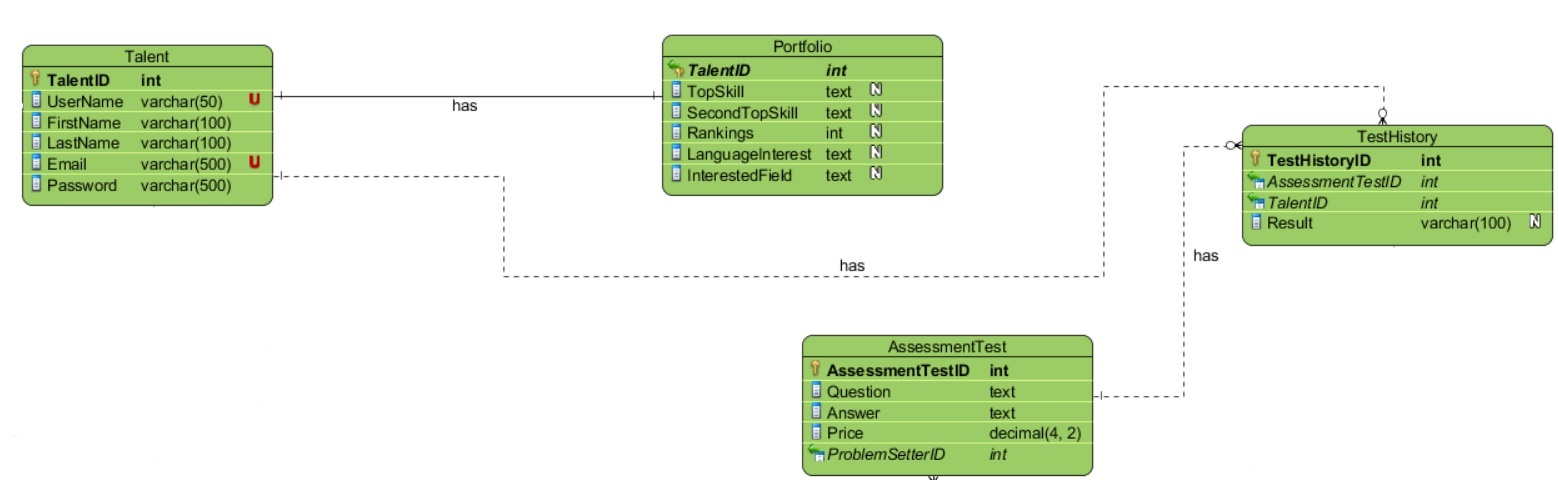 Talent
TalentID int
UserName varchar(50) U
FirstName varchar(100)
LastName varchar(100)
Email varchar(500) U
Password varchar(500)
has
Portfolio
TalentID int
TopSkill text N
SecondTopSkill text N
Rankings int N
LanguageInterest text N
InterestedField text N
has
TestHistory
TestHistoryID int
AssessmentTestID int
TalentID int
Result varchar(100) N
has
AssessmentTest
AssessmentTestID int
Question text
Answer text
Price decimal(4, 2)
ProblemSetterID int